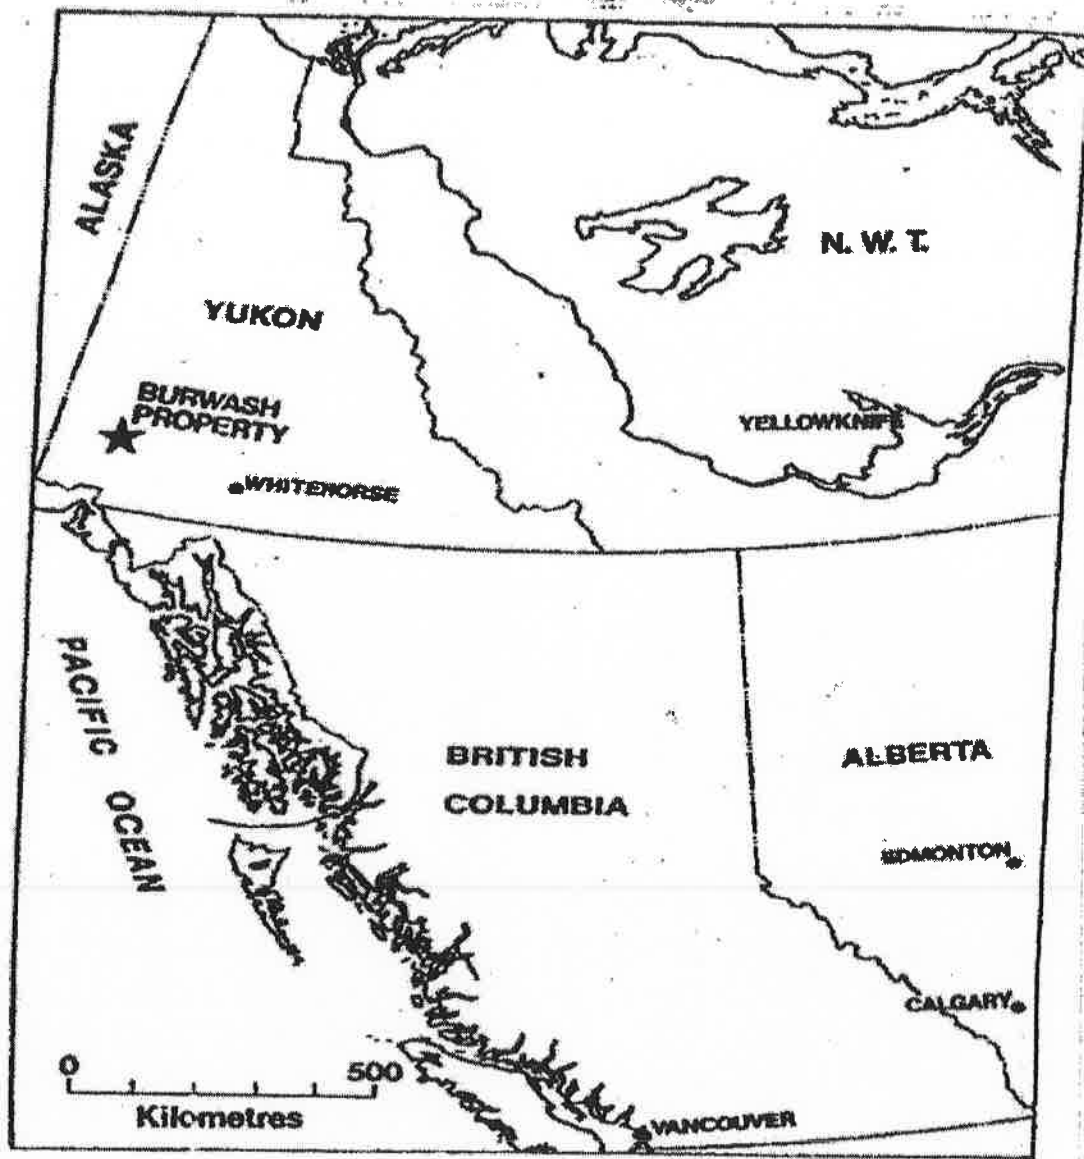 ALASKA
N. W. T.
YUKON
BURWASH
PROPERTY
YELLOWKNIFE
WHITEHORSE
PACIFIC OCEAN
BRITISH
COLUMBIA
ALBERTA
EDMONTON
CALGARY
0 500
Kilometres
VANCOUVER